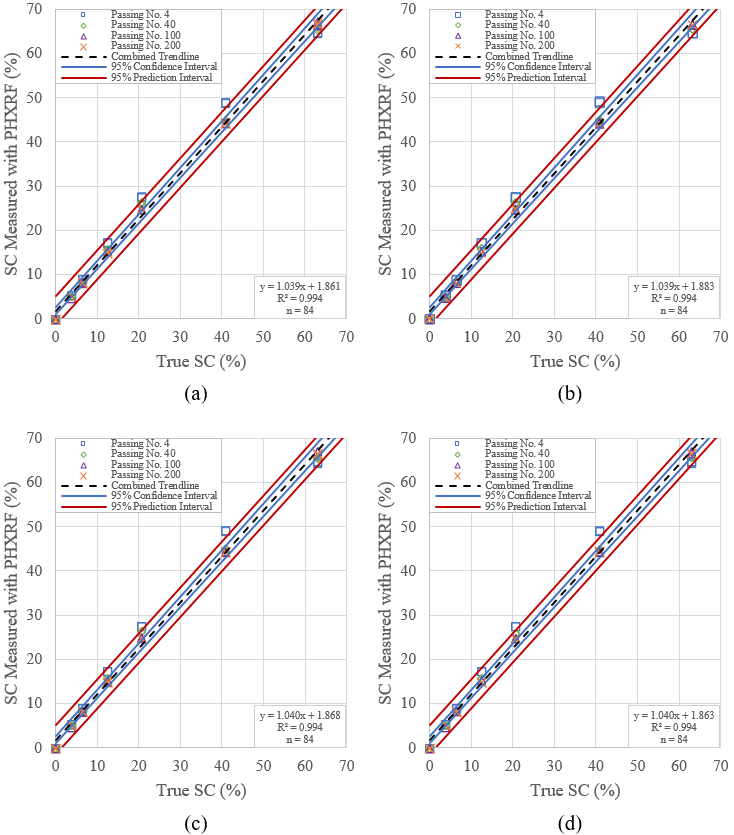 SC Measured with PHXRF (%)
70
60
50
40
30
20
10
0
Passing No. 4
Passing No. 40
Passing No. 100
Passing No. 200
Combined Trendline
95% Confidence Interval
95% Prediction Interval
y = 1.039x + 1.861
R² = 0.994
n = 84
0 10 20 30 40 50 60 70
True SC (%)
(a)
SC Measured with PHXRF (%)
70
60
50
40
30
20
10
0
Passing No. 4
Passing No. 40
Passing No. 100
Passing No. 200
Combined Trendline
95% Confidence Interval
95% Prediction Interval
y = 1.039x + 1.883
R² = 0.994
n = 84
0 10 20 30 40 50 60 70
True SC (%)
(b)
SC Measured with PHXRF (%)
70
60
50
40
30
20
10
0
Passing No. 4
Passing No. 40
Passing No. 100
Passing No. 200
Combined Trendline
95% Confidence Interval
95% Prediction Interval
y = 1.040x + 1.868
R² = 0.994
n = 84
0 10 20 30 40 50 60 70
True SC (%)
(c)
SC Measured with PHXRF (%)
70
60
50
40
30
20
10
0
Passing No. 4
Passing No. 40
Passing No. 100
Passing No. 200
Combined Trendline
95% Confidence Interval
95% Prediction Interval
y = 1.040x + 1.863
R² = 0.994
n = 84
0 10 20 30 40 50 60 70
True SC (%)
(d)